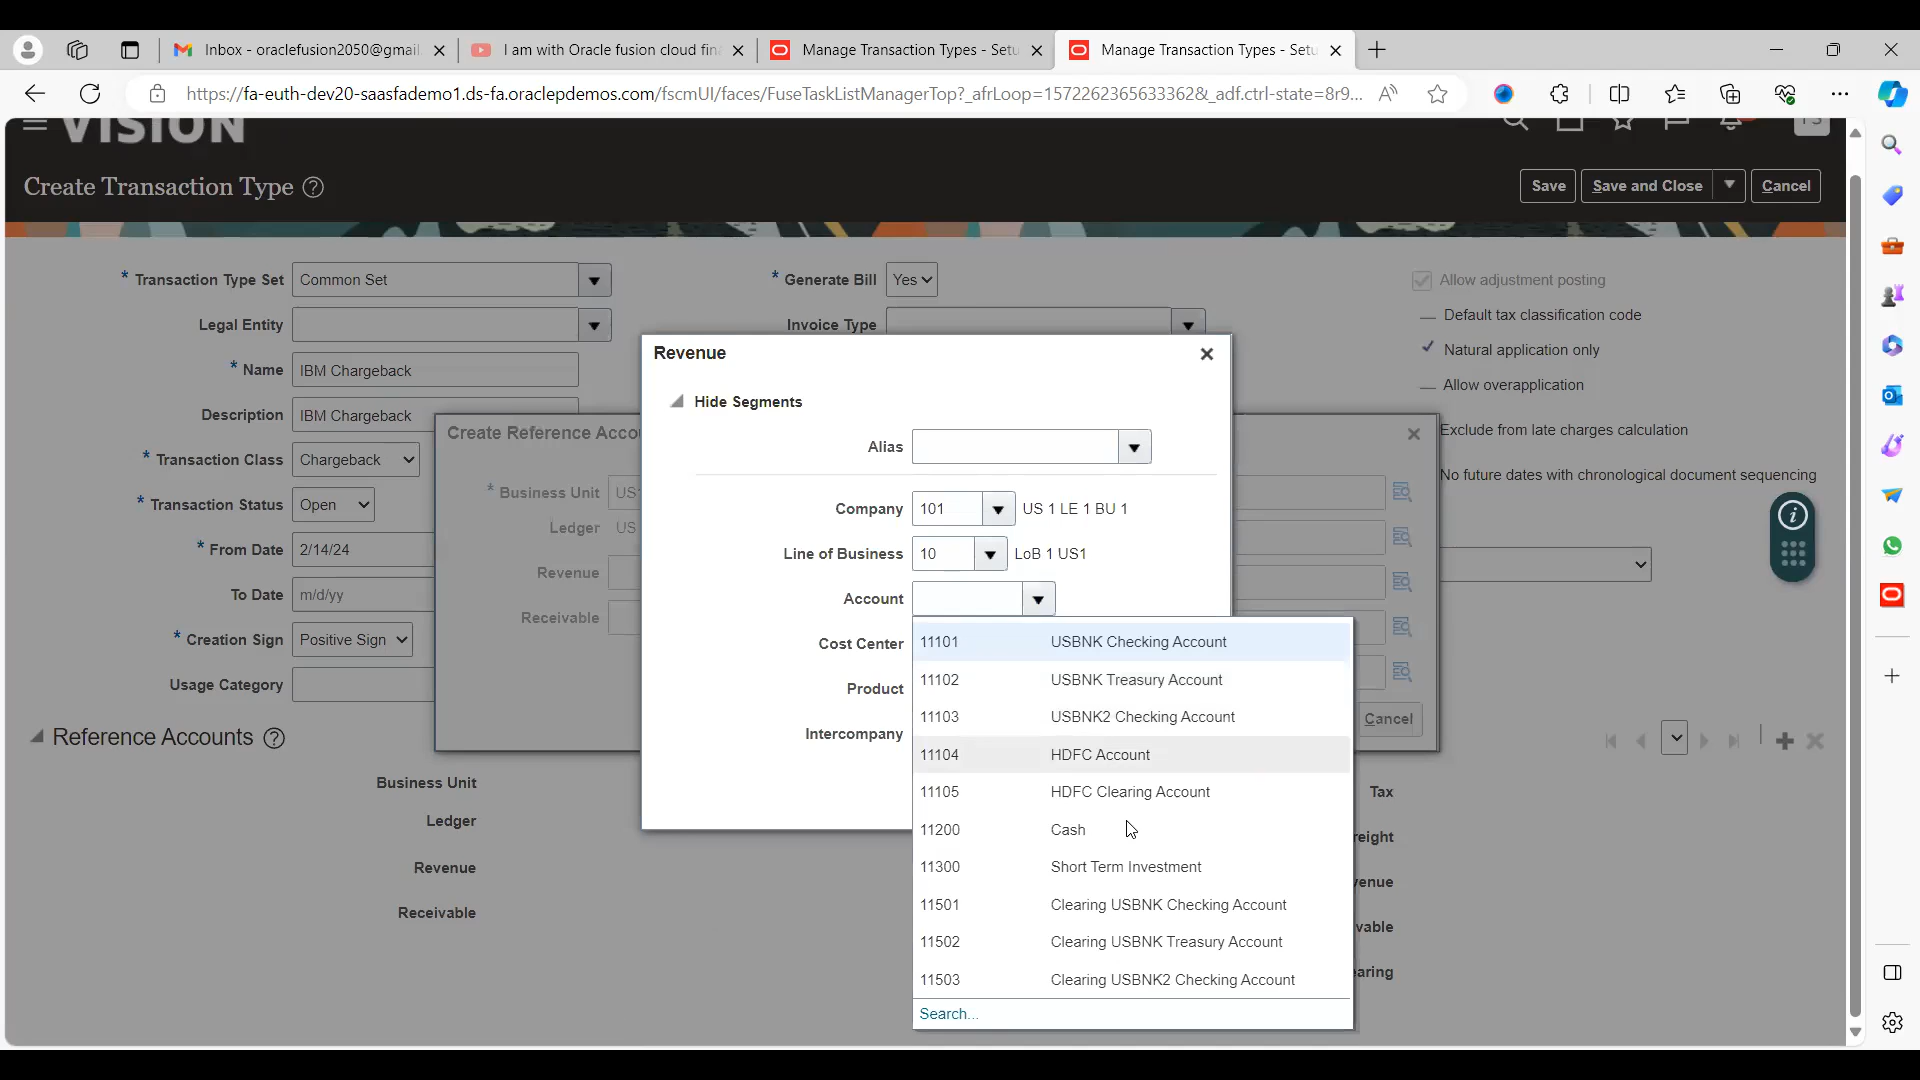 Inbox - oraclefusion2050@gmail
I am with Oracle fusion cloud fin
Manage Transaction Types - Setu
Manage Transaction Types - Setu
https://fa-euth-dev20-saasfademo1.ds-fa.oraclepdemos.com/fscmUI/faces/FuseTaskListManagerTop?_afrLoop=1572262365633362&_adf.ctrl-state=8r9...
VISION
Create Transaction Type
Save
Save and Close
Cancel
* Transaction Type Set Common Set
* Generate Bill Yes
Allow adjustment posting
Legal Entity
Invoice Type
Default tax classification code
* Name IBM Chargeback
Natural application only
Description IBM Chargeback
Allow overapplication
* Transaction Class Chargeback
Exclude from late charges calculation
* Transaction Status Open
No future dates with chronological document sequencing
* From Date 2/14/24
To Date m/d/yy
* Creation Sign Positive Sign
Usage Category
Create Reference Accou
* Business Unit US
Ledger US
Revenue
Receivable
Cancel
Revenue
Hide Segments
Alias
Company 101 US 1 LE 1 BU 1
Line of Business 10 LoB 1 US1
Account
Cost Center
Product
Intercompany
11101 USBNK Checking Account
11102 USBNK Treasury Account
11103 USBNK2 Checking Account
11104 HDFC Account
11105 HDFC Clearing Account
11200 Cash
11300 Short Term Investment
11501 Clearing USBNK Checking Account
11502 Clearing USBNK Treasury Account
11503 Clearing USBNK2 Checking Account
Search...
Reference Accounts
Business Unit
Ledger
Revenue
Receivable
Tax
reight
venue
vable
earing